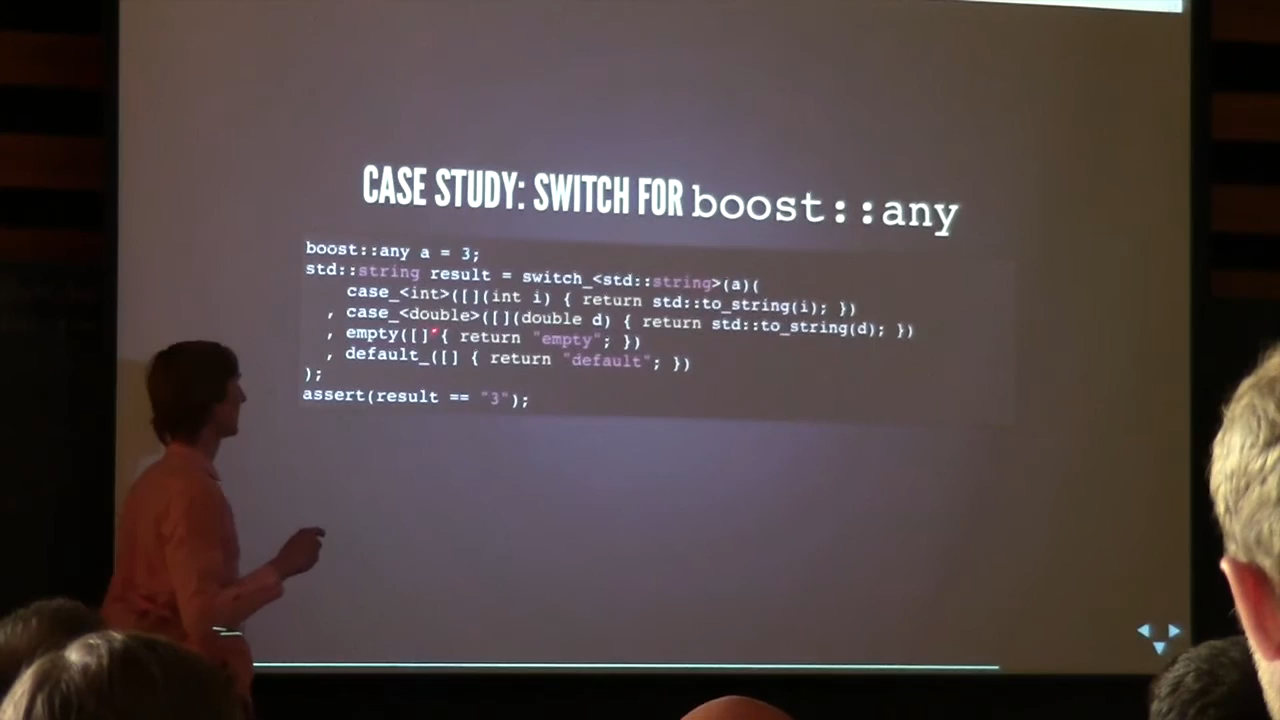 CASE STUDY: SWITCH FOR boost::any
boost::any a = 3;
std::string result = switch_<std::string>(a)(
case_<int>([](int i) { return std::to_string(i); })
, case_<double>([](double d) { return std::to_string(d); })
, empty([] { return "empty"; })
, default_([] { return "default"; })
);
assert(result == "3");